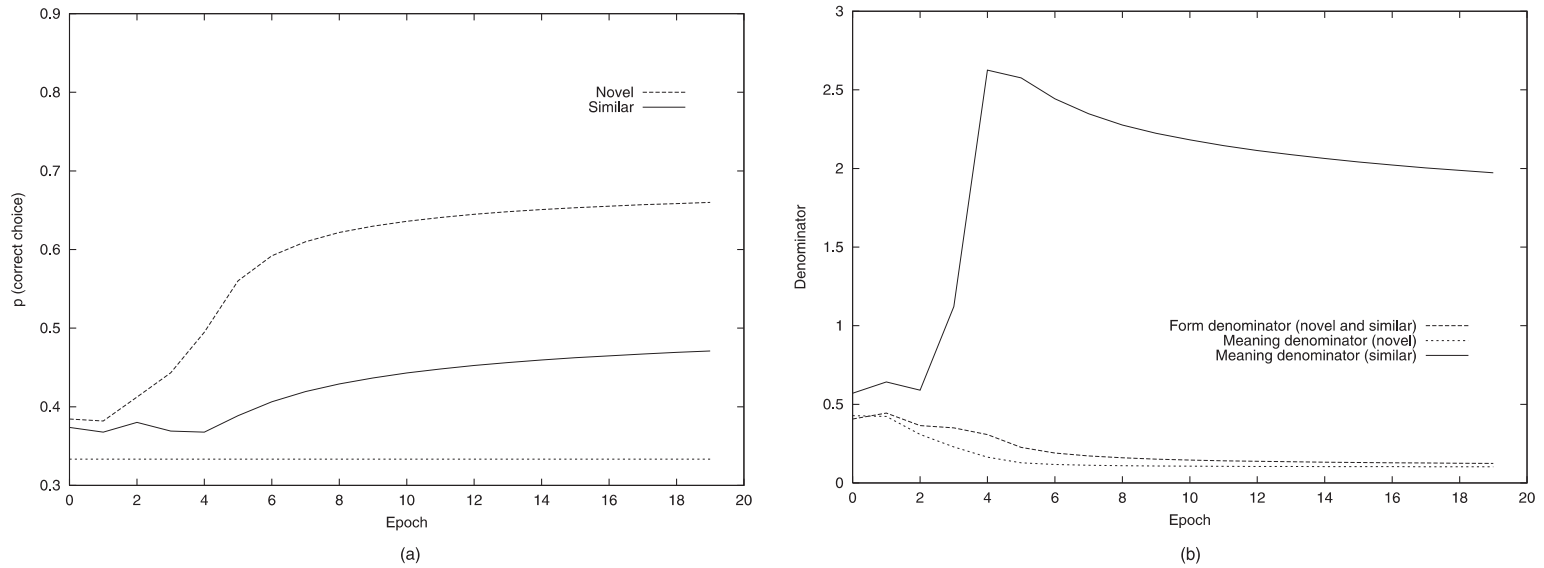 0.9
0.8
0.7
0.6
0.5
0.4
0.3
p (correct choice)
Novel
Similar
0 2 4 6 8 10 12 14 16 18 20
Epoch
(a)
3
2.5
2
1.5
1
0.5
0
Denominator
Form denominator (novel and similar)
Meaning denominator (novel)
Meaning denominator (similar)
0 2 4 6 8 10 12 14 16 18 20
Epoch
(b)